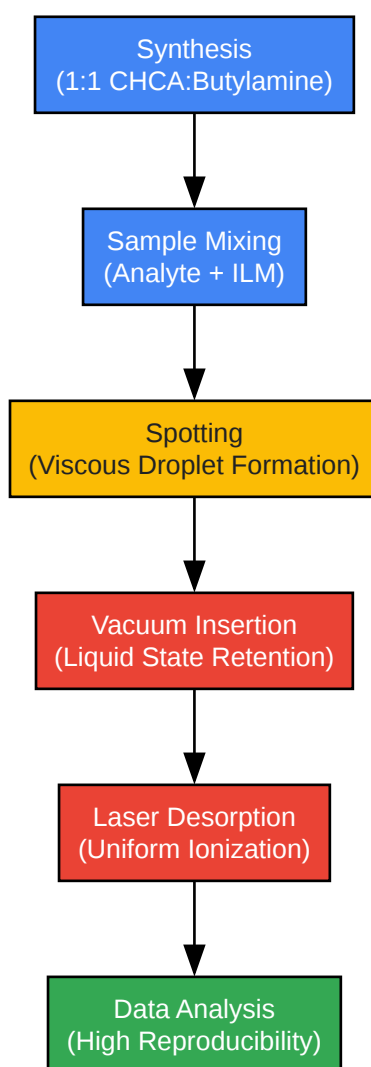 Synthesis
(1:1 CHCA:Butylamine)
Sample Mixing
(Analyte + ILM)
Spotting
(Viscous Droplet Formation)
Vacuum Insertion
(Liquid State Retention)
Laser Desorption
(Uniform Ionization)
Data Analysis
(High Reproducibility)